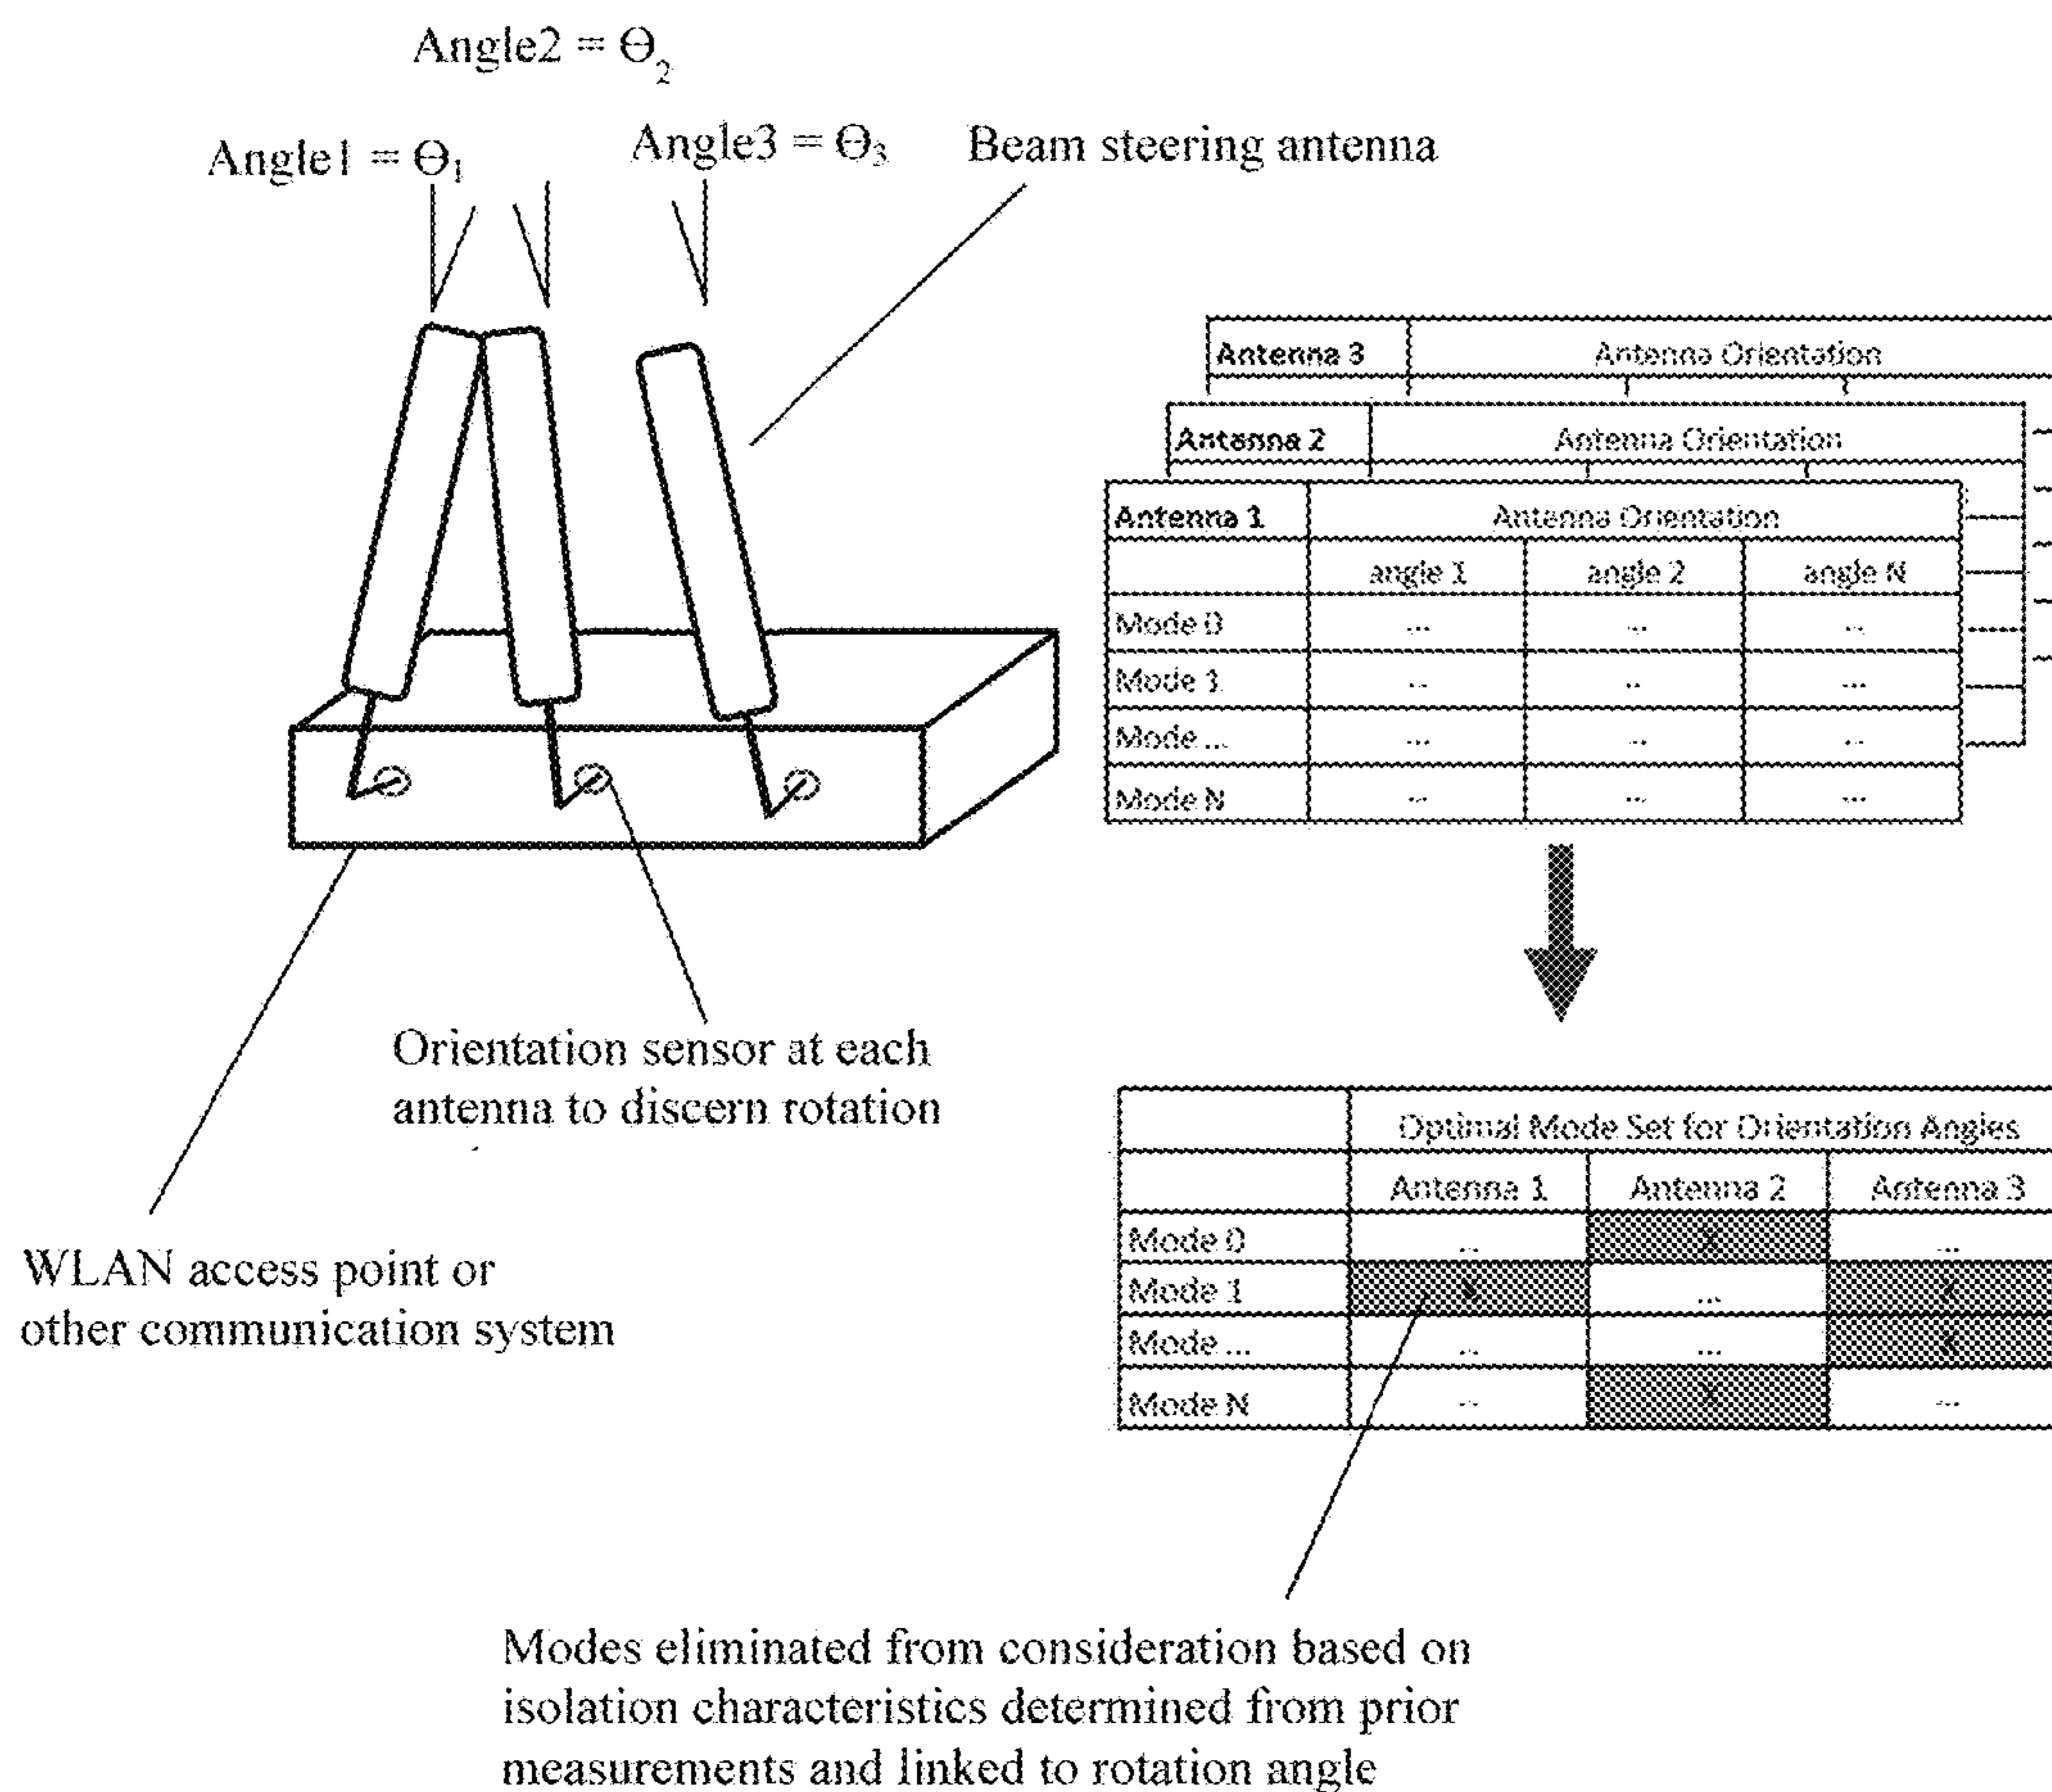 Angle2 = Θ2
Angle1 = Θ1
Angle3 = Θ3
Beam steering antenna
Antenna 3 Antenna Orientation
Antenna 2 Antenna Orientation
Antenna 1 Antenna Orientation
angle 1 angle 2 angle N
Mode 0 ... ... ...
Mode 1 ... ... ...
Mode ... ... ... ...
Mode N ... ... ...
Orientation sensor at each
antenna to discern rotation
WLAN access point or
other communication system
Optimal Mode Set for Orientation Angles
Antenna 1 Antenna 2 Antenna 3
Mode 0 ... X ...
Mode 1 X ... X
Mode ... ... ... X
Mode N ... X ...
Modes eliminated from consideration based on
isolation characteristics determined from prior
measurements and linked to rotation angle